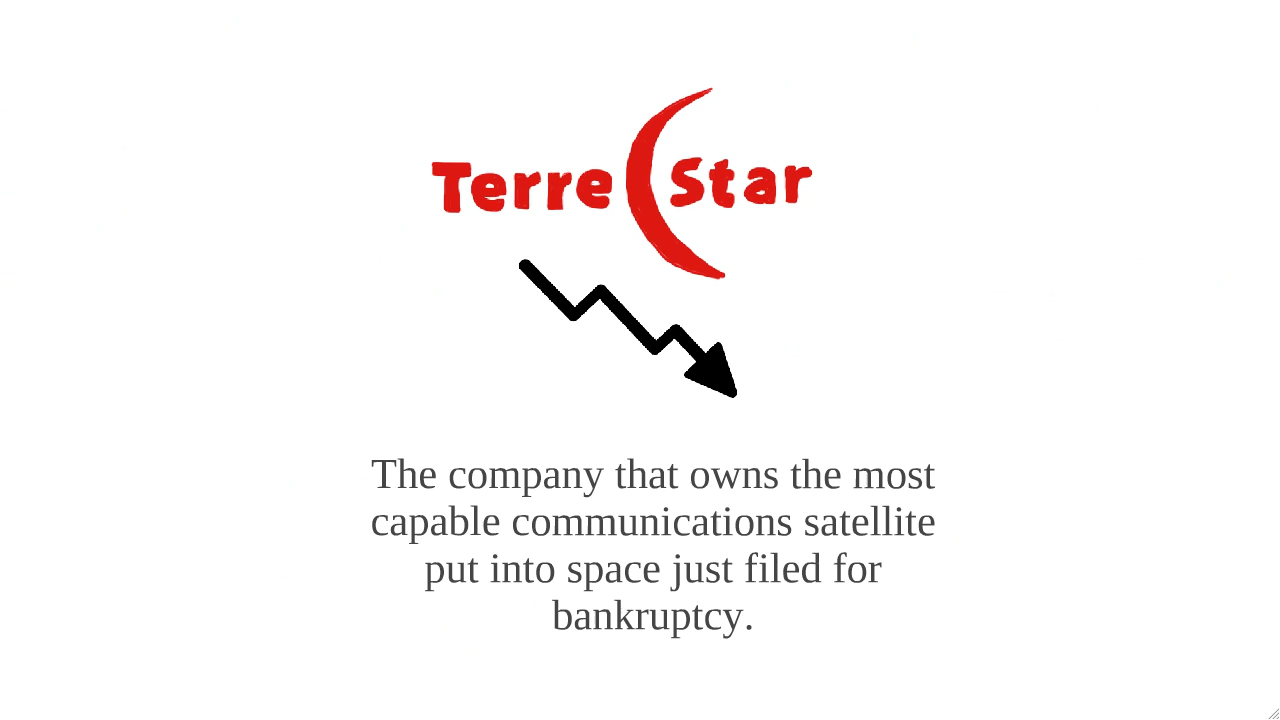 Terre Star
The company that owns the most
capable communications satellite
put into space just filed for
bankruptcy.